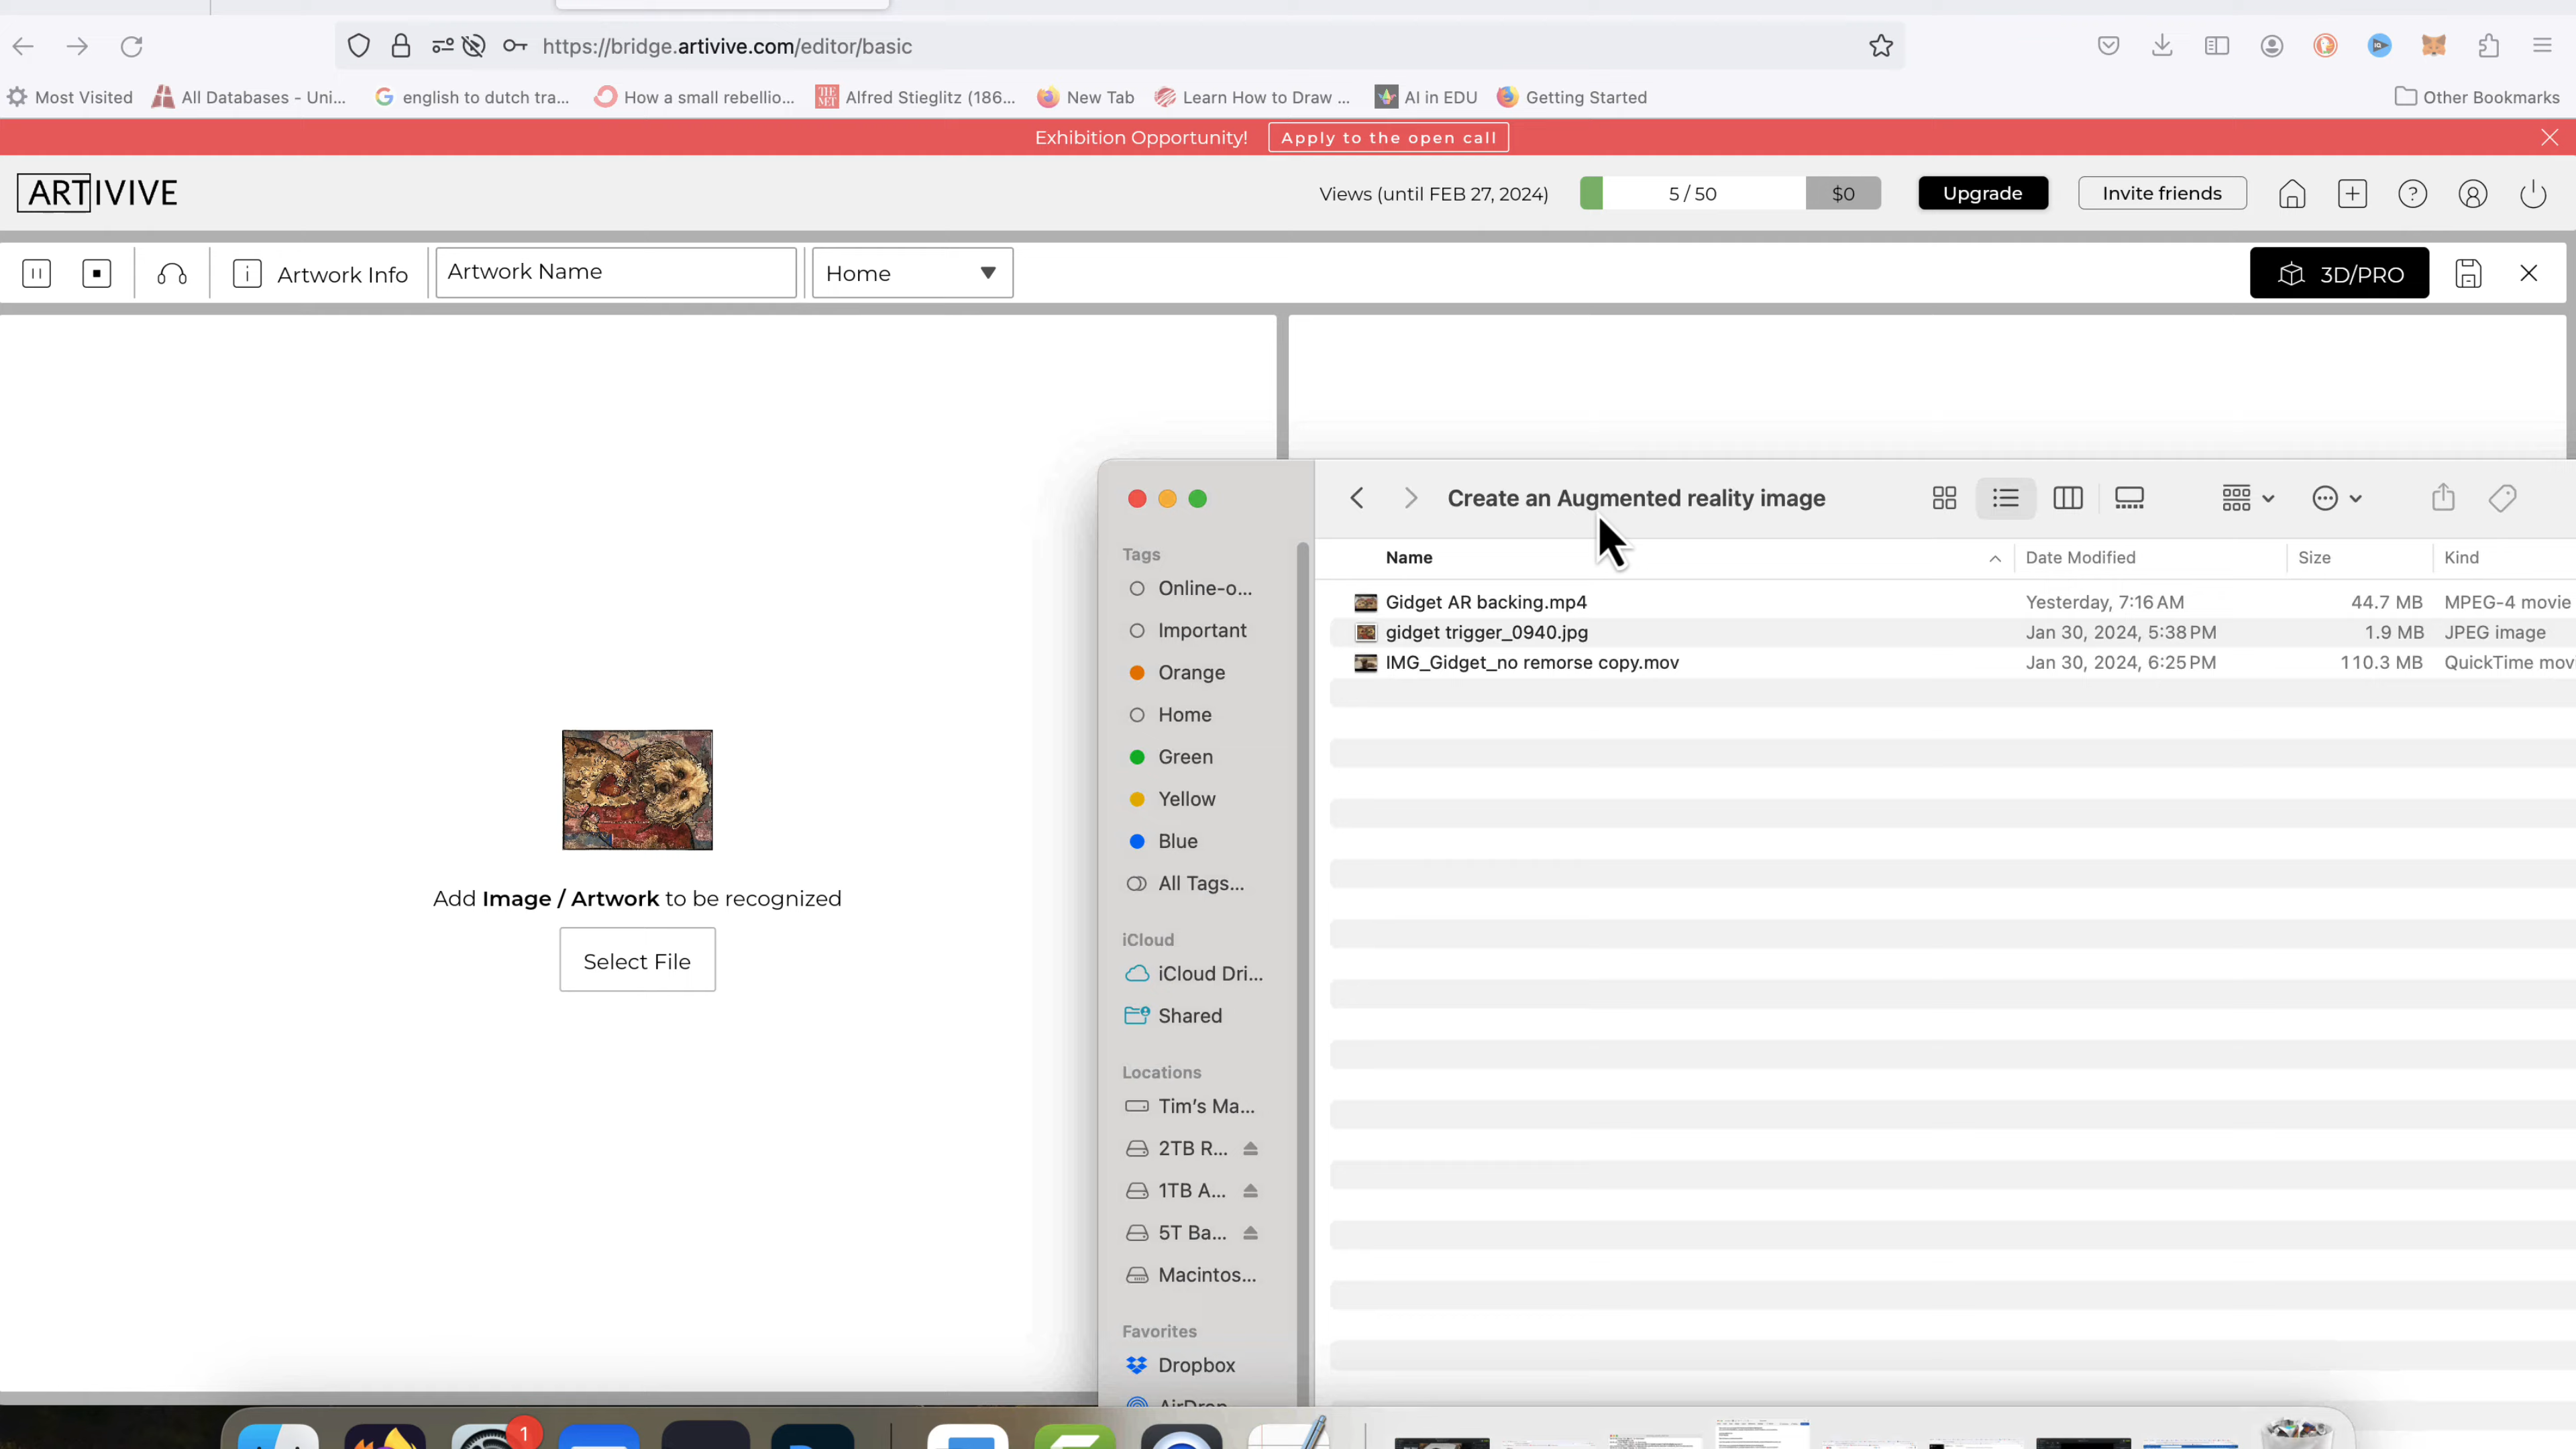 https://bridge.artivive.com/editor/basic
Most Visited
All Databases - Uni...
english to dutch tra...
How a small rebellio...
THE MET
Alfred Stieglitz (186...
New Tab
Learn How to Draw ...
AI in EDU
Getting Started
Other Bookmarks
Exhibition Opportunity!
Apply to the open call
ARTIVIVE
Views (until FEB 27, 2024)
5 / 50
$0
Upgrade
Invite friends
Artwork Info
Artwork Name
Home
3D/PRO
Add Image / Artwork to be recognized
Select File
Create an Augmented reality image
Name
Date Modified
Size
Kind
Gidget AR backing.mp4
Yesterday, 7:16 AM
44.7 MB
MPEG-4 movie
gidget trigger_0940.jpg
Jan 30, 2024, 5:38 PM
1.9 MB
JPEG image
IMG_Gidget_no remorse copy.mov
Jan 30, 2024, 6:25 PM
110.3 MB
QuickTime mov
Tags
Online-o...
Important
Orange
Home
Green
Yellow
Blue
All Tags...
iCloud
iCloud Dri...
Shared
Locations
Tim's Ma...
2TB R...
1TB A...
5T Ba...
Macintos...
Favorites
Dropbox
AirDrop
1